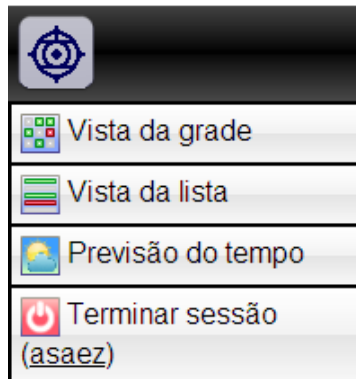 Vista da grade
Vista da lista
Previsão do tempo
Terminar sessão
(asaez)